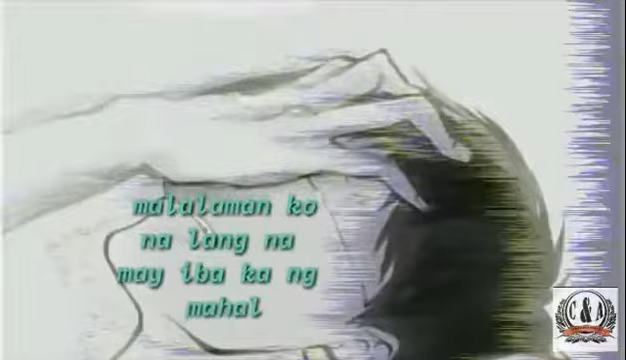 malalaman ko
na lang na
may iba ka ng
mahal
C & A